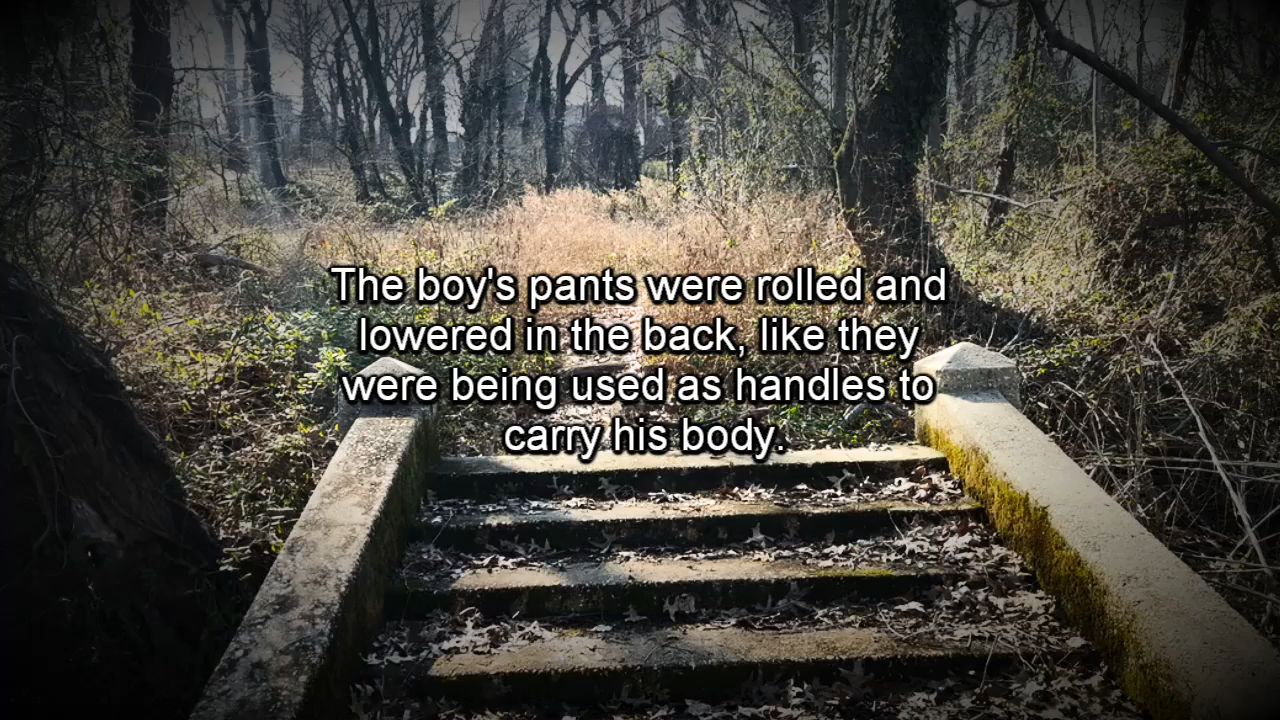 The boy's pants were rolled and
lowered in the back, like they
were being used as handles to
carry his body.